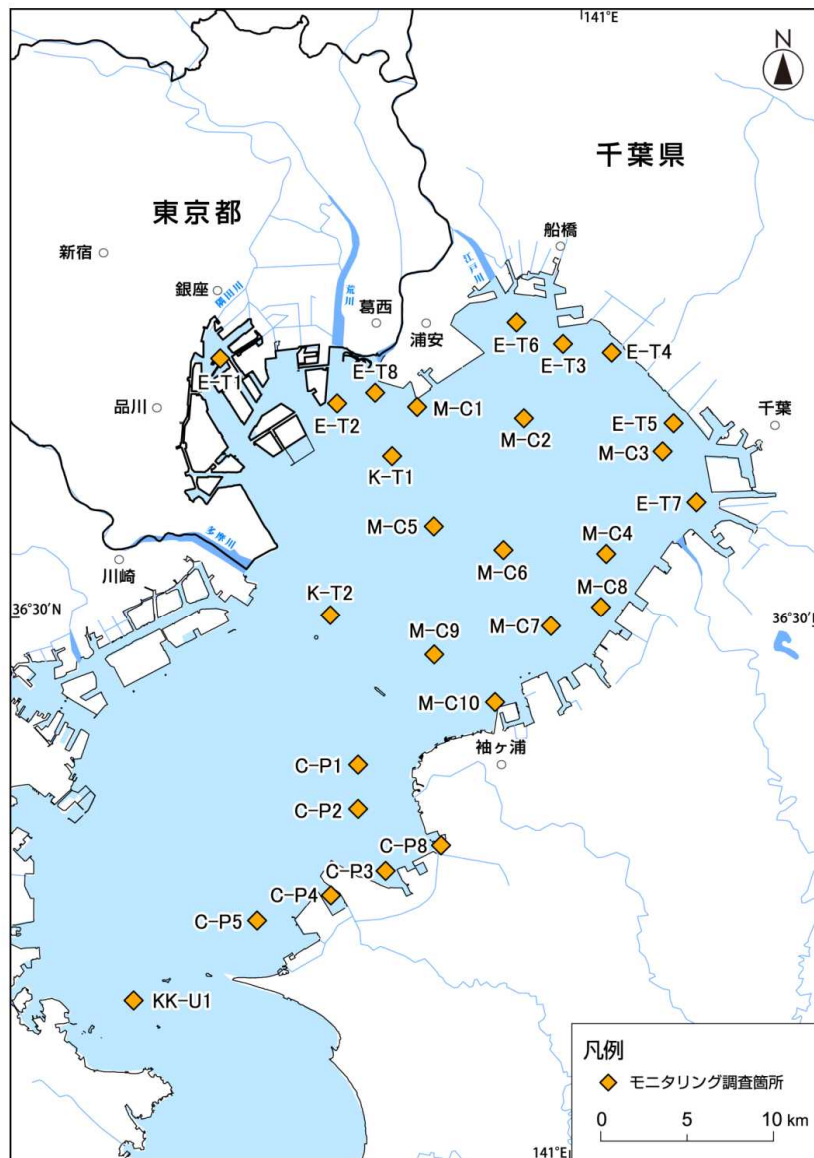 141°E
N
千葉県
東京都
船橋
新宿
江戸川
銀座
隅田川
荒川
葛西
浦安
E-T6
E-T3
E-T4
E-T1
E-T8
品川
E-T2
M-C1
M-C2
E-T5
千葉
M-C3
K-T1
E-T7
M-C5
多摩川
M-C4
川崎
M-C6
M-C8
K-T2
36°30′N
36°30′N
M-C7
M-C9
M-C10
袖ヶ浦
C-P1
C-P2
C-P8
C-P3
C-P4
C-P5
KK-U1
凡例
モニタリング調査箇所
0 5 10 km
141°E